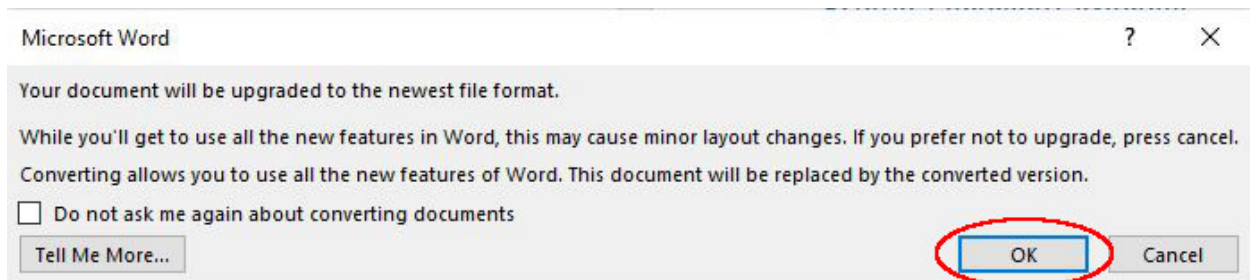 Microsoft Word
?
Your document will be upgraded to the newest file format.
While you'll get to use all the new features in Word, this may cause minor layout changes. If you prefer not to upgrade, press cancel.
Converting allows you to use all the new features of Word. This document will be replaced by the converted version.
Do not ask me again about converting documents
Tell Me More...
OK
Cancel